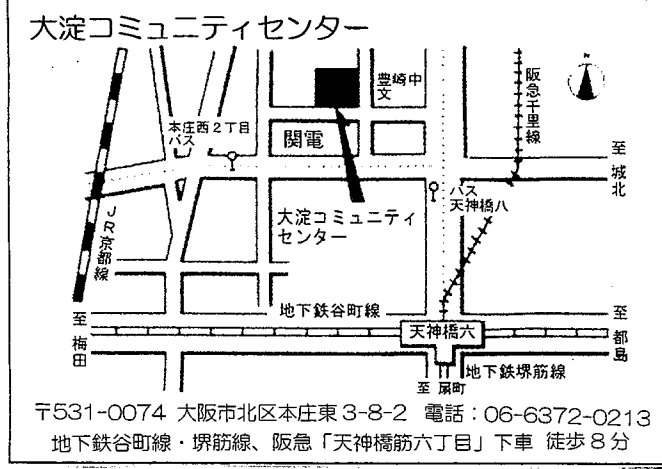 大淀コミュニティセンター
豊崎中
文
阪急千里線
N
本庄西2丁目
バス
関電
至城北
バス
天神橋八
大淀コミュニティ
センター
JR京都線
地下鉄谷町線
至梅田
天神橋六
至都島
地下鉄堺筋線
至扇町
〒531-0074 大阪市北区本庄東3-8-2 電話：06-6372-0213
地下鉄谷町線・堺筋線、阪急「天神橋筋六丁目」下車 徒歩8分